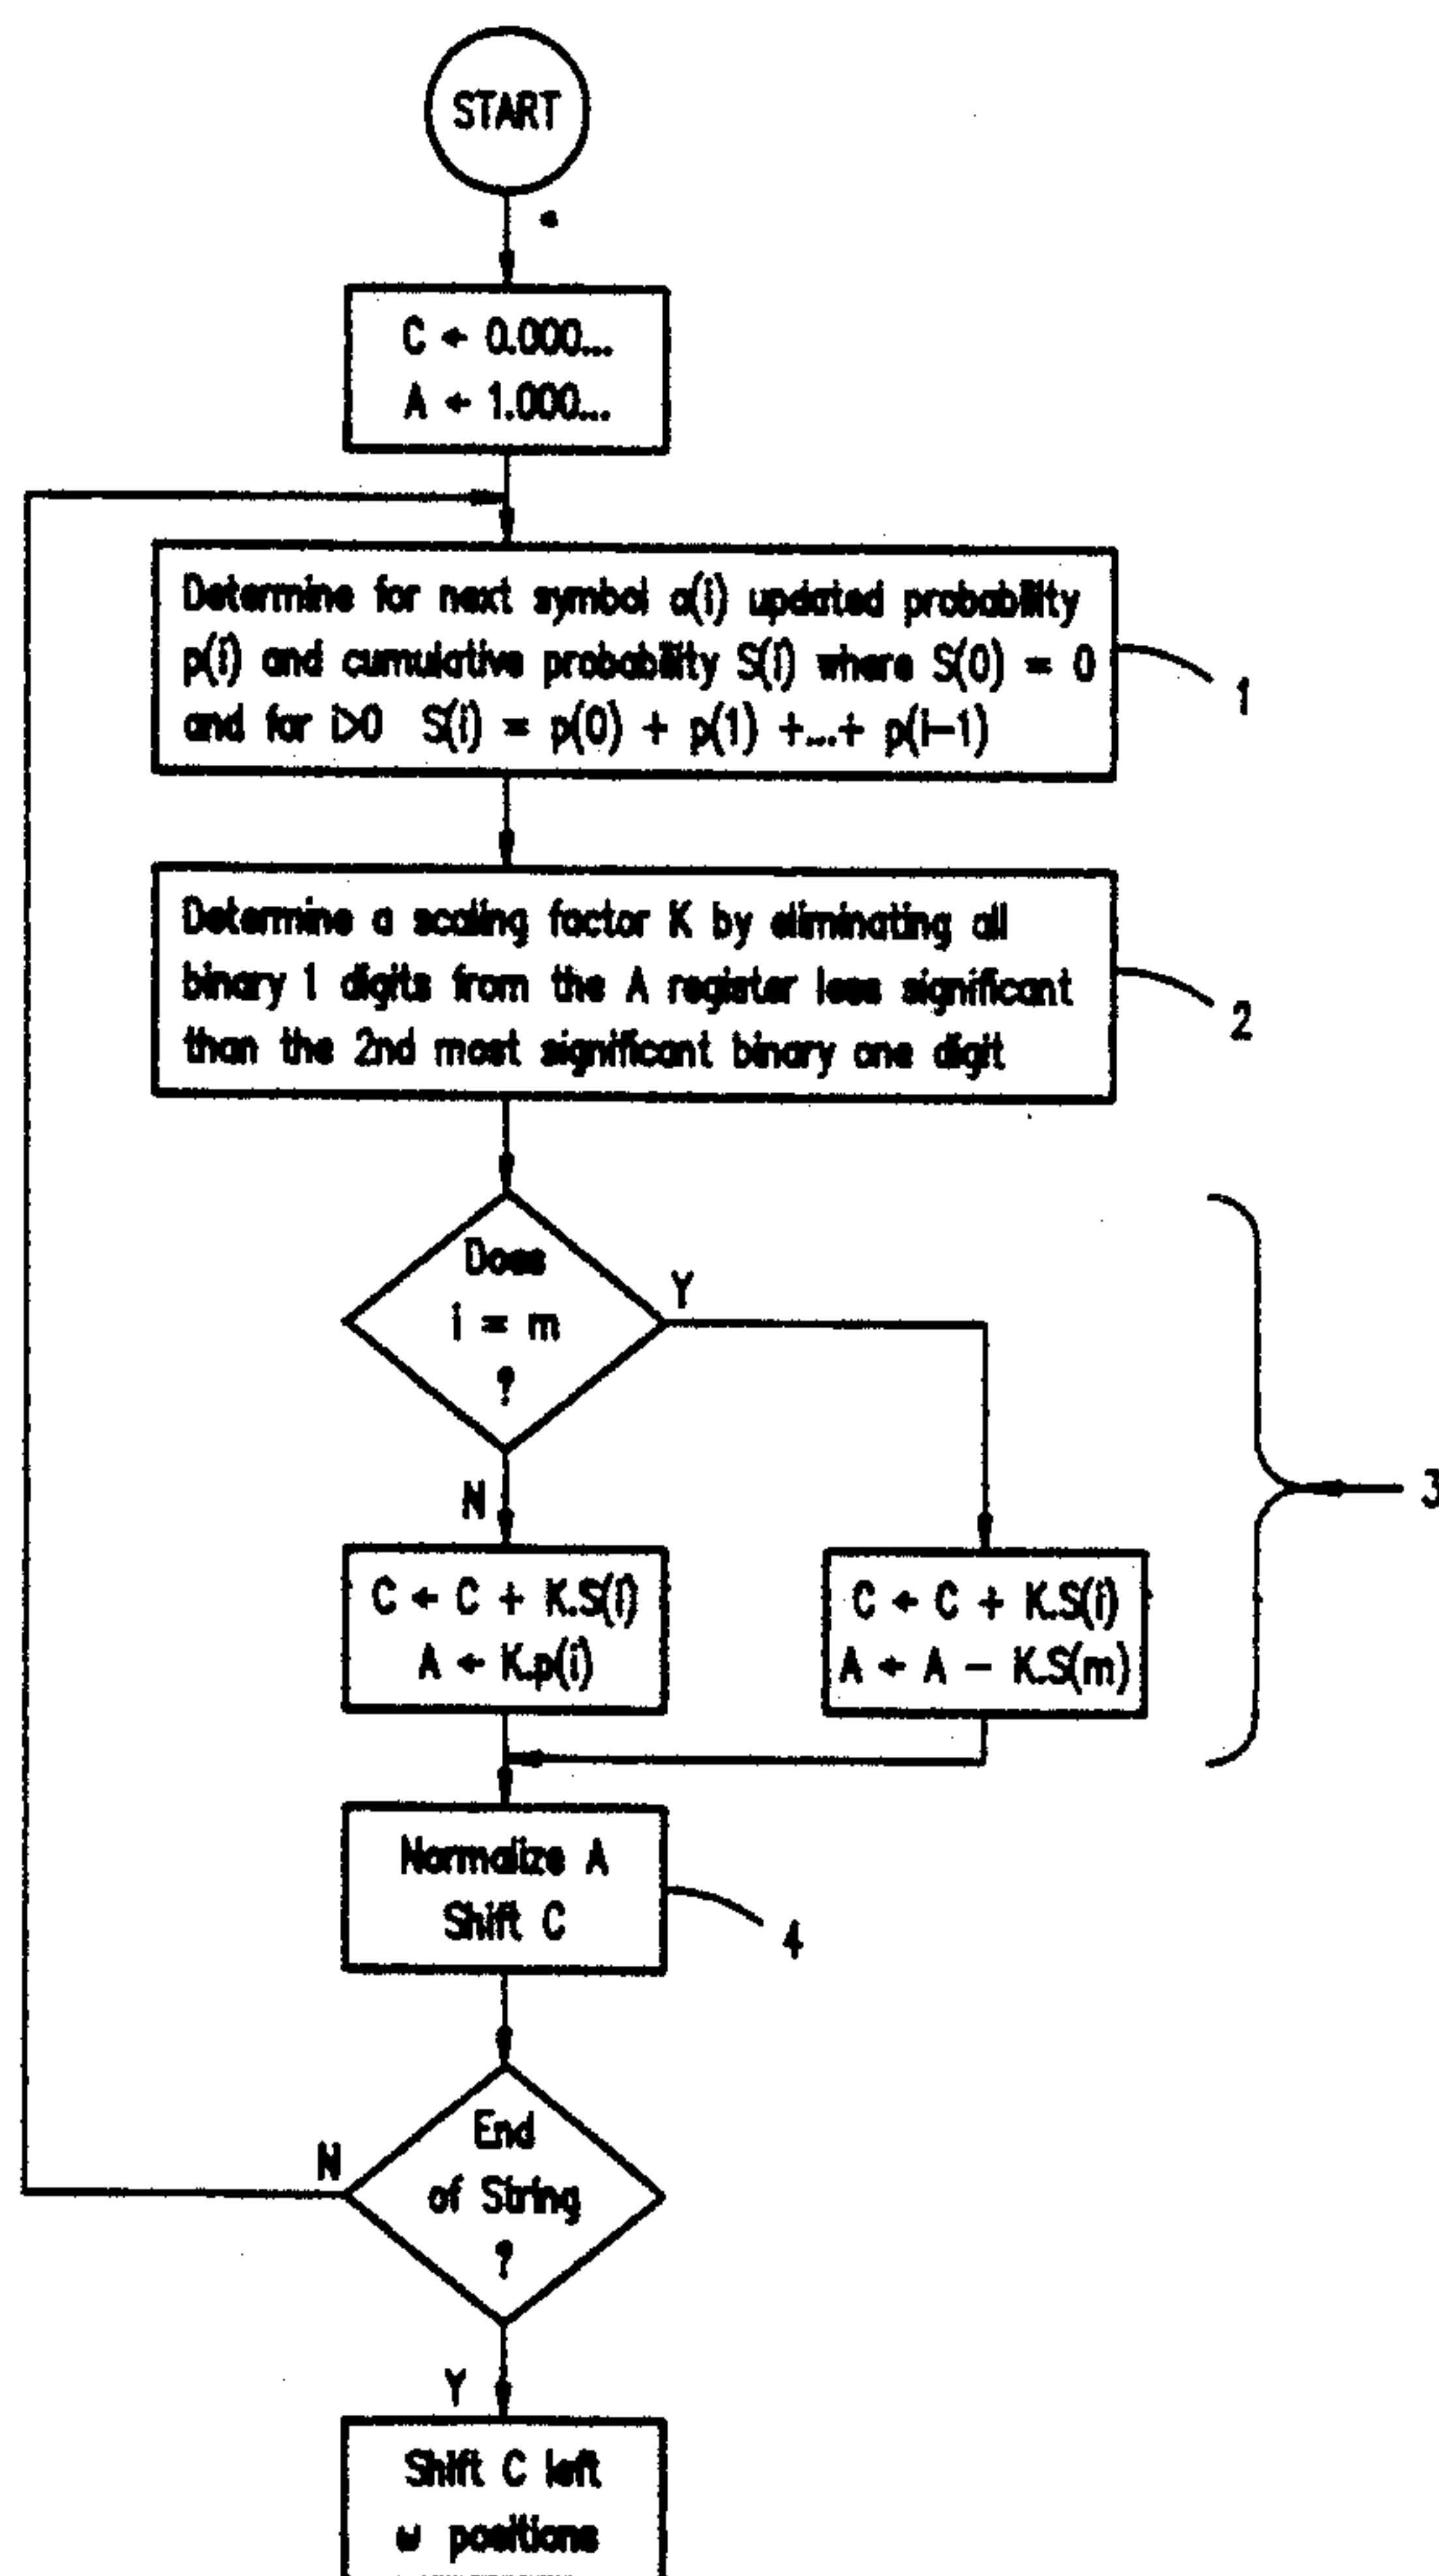 START
C ← 0.000...
A ← 1.000...
Determine for next symbol a(i) updated probability
p(i) and cumulative probability S(i) where S(0) = 0
and for i>0 S(i) = p(0) + p(1) +...+ p(i-1)
1
Determine a scaling factor K by eliminating all
binary 1 digits from the A register less significant
than the 2nd most significant binary one digit
2
Does
i = m
?
Y
N
3
C ← C + K.S(i)
A ← K.p(i)
C ← C + K.S(i)
A ← A - K.S(m)
Normalize A
Shift C
4
End
of String
?
N
Y
Shift C left
w positions